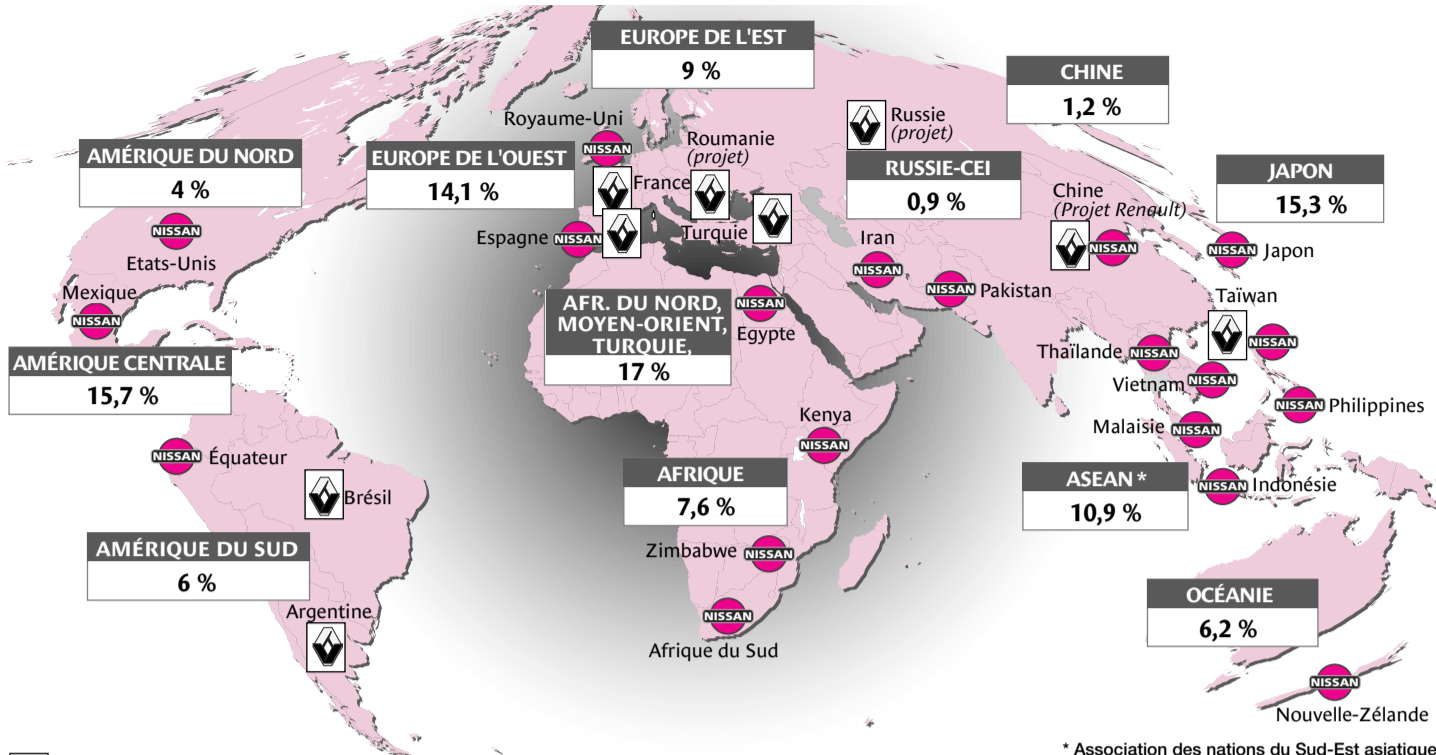 EUROPE DE L'EST
9 %
CHINE
1,2 %
Royaume-Uni
NISSAN
Roumanie
(projet)
Russie
(projet)
AMÉRIQUE DU NORD
4 %
NISSAN
Etats-Unis
EUROPE DE L'OUEST
14,1 %
France
RUSSIE-CEI
0,9 %
JAPON
15,3 %
Chine
(Projet Renault)
NISSAN
Espagne
NISSAN
Turquie
Iran
NISSAN
NISSAN
Japon
Mexique
NISSAN
NISSAN
Pakistan
Taïwan
NISSAN
AFR. DU NORD,
MOYEN-ORIENT,
TURQUIE,
17 %
NISSAN
Egypte
Thaïlande
NISSAN
Vietnam
NISSAN
AMÉRIQUE CENTRALE
15,7 %
NISSAN
Philippines
Kenya
NISSAN
Malaisie
NISSAN
NISSAN
Équateur
Brésil
AFRIQUE
7,6 %
ASEAN *
10,9 %
NISSAN
Indonésie
AMÉRIQUE DU SUD
6 %
Zimbabwe
NISSAN
Argentine
NISSAN
Afrique du Sud
OCÉANIE
6,2 %
NISSAN
Nouvelle-Zélande
* Association des nations du Sud-Est asiatique